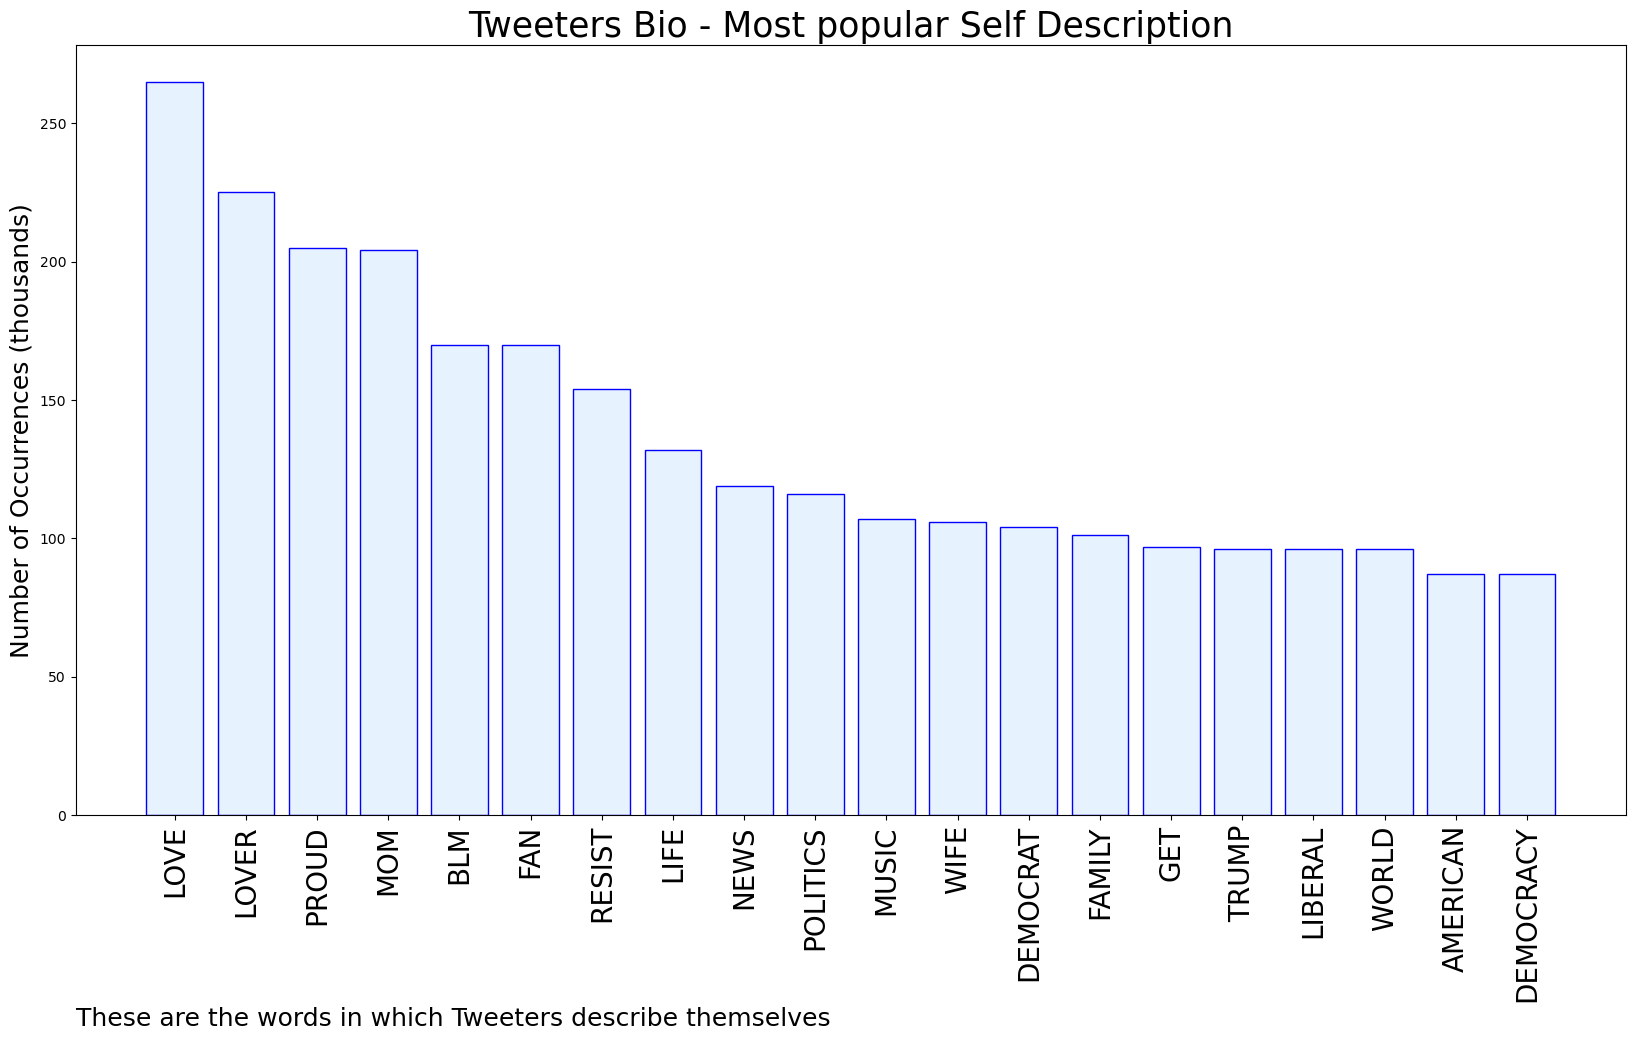 Tweeters Bio - Most popular Self Description
Number of Occurrences (thousands)
250
200
150
100
50
0
LOVE
LOVER
PROUD
MOM
BLM
FAN
RESIST
LIFE
NEWS
POLITICS
MUSIC
WIFE
DEMOCRAT
FAMILY
GET
TRUMP
LIBERAL
WORLD
AMERICAN
DEMOCRACY
These are the words in which Tweeters describe themselves